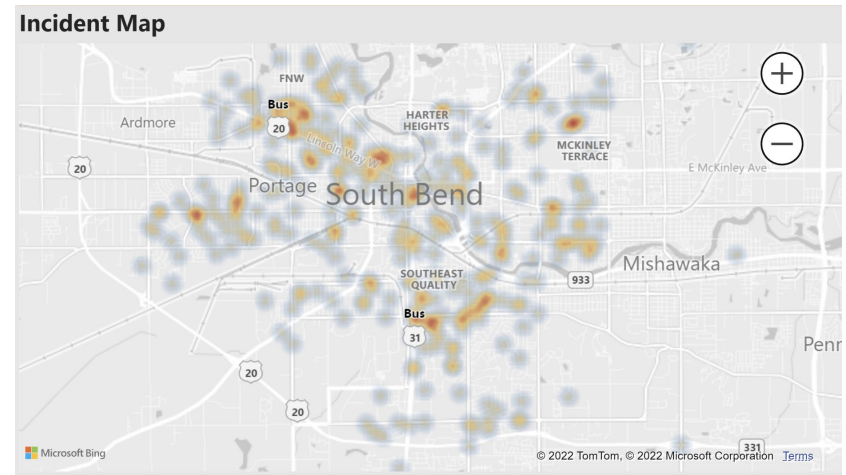 Incident Map
FNW
Bus
20
Ardmore
HARTER
HEIGHTS
MCKINLEY
TERRACE
Lincoln Way W
20
E McKinley Ave
Portage
South Bend
Mishawaka
SOUTHEAST
QUALITY
933
Bus
31
Penn
20
20
331
Microsoft Bing
© 2022 TomTom, © 2022 Microsoft Corporation Terms